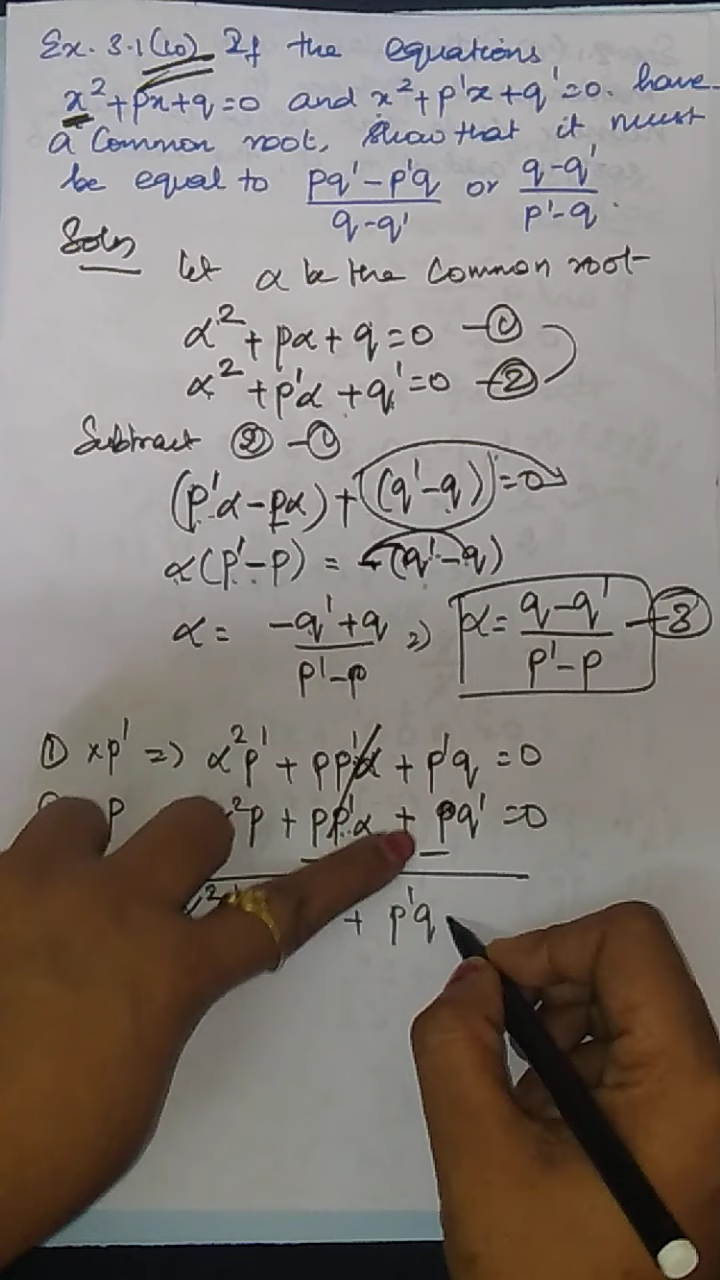 Ex. 3.1(10) If the equations
x² + px + q = 0 and x² + p'x + q' = 0. have
a Common root, show that it must
be equal to pq' - p'q / q - q' or q - q' / p' - q.
Soln
let α be the Common root
α² + pα + q = 0 - ①
α² + p'α + q' = 0 - ②
Subtract ② - ①
(p'α - pα) + (q' - q) = 0
α(p' - p) = -(q' - q)
α = -q' + q / p' - p ⇒ α = q - q' / p' - p - ③
① × p' ⇒ α²p' + pp'α + p'q = 0
p ²p + pp'α + pq' = 0
+ p'q